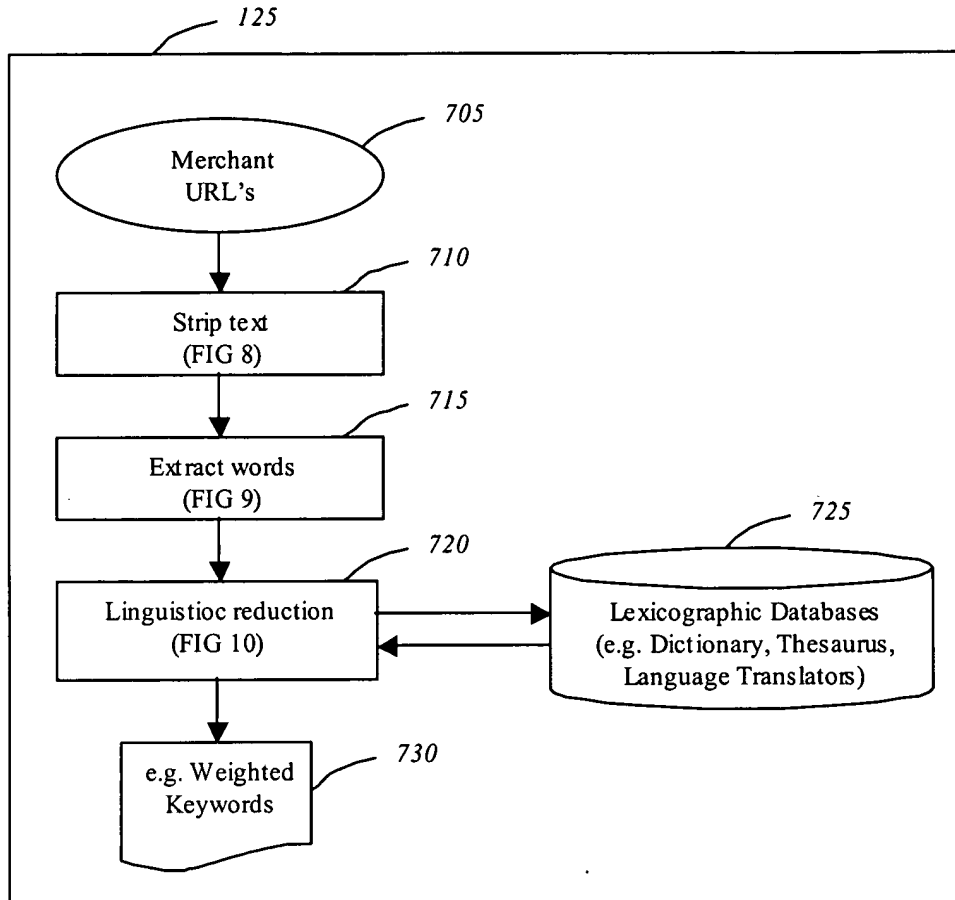 125
705
Merchant
URL's
710
Strip text
(FIG 8)
715
Extract words
(FIG 9)
720
Linguistioc reduction
(FIG 10)
725
Lexicographic Databases
(e.g. Dictionary, Thesaurus,
Language Translators)
730
e.g. Weighted
Keywords